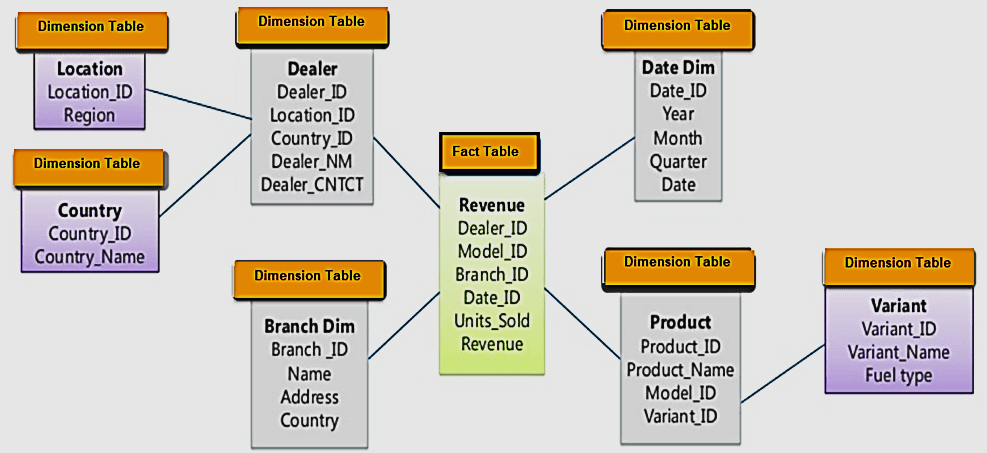 Dimension Table
Location
Location_ID
Region
Dimension Table
Country
Country_ID
Country_Name
Dimension Table
Dealer
Dealer_ID
Location_ID
Country_ID
Dealer_NM
Dealer_CNTCT
Dimension Table
Branch Dim
Branch _ID
Name
Address
Country
Fact Table
Revenue
Dealer_ID
Model_ID
Branch_ID
Date_ID
Units_Sold
Revenue
Dimension Table
Date Dim
Date_ID
Year
Month
Quarter
Date
Dimension Table
Product
Product_ID
Product_Name
Model_ID
Variant_ID
Dimension Table
Variant
Variant_ID
Variant_Name
Fuel type